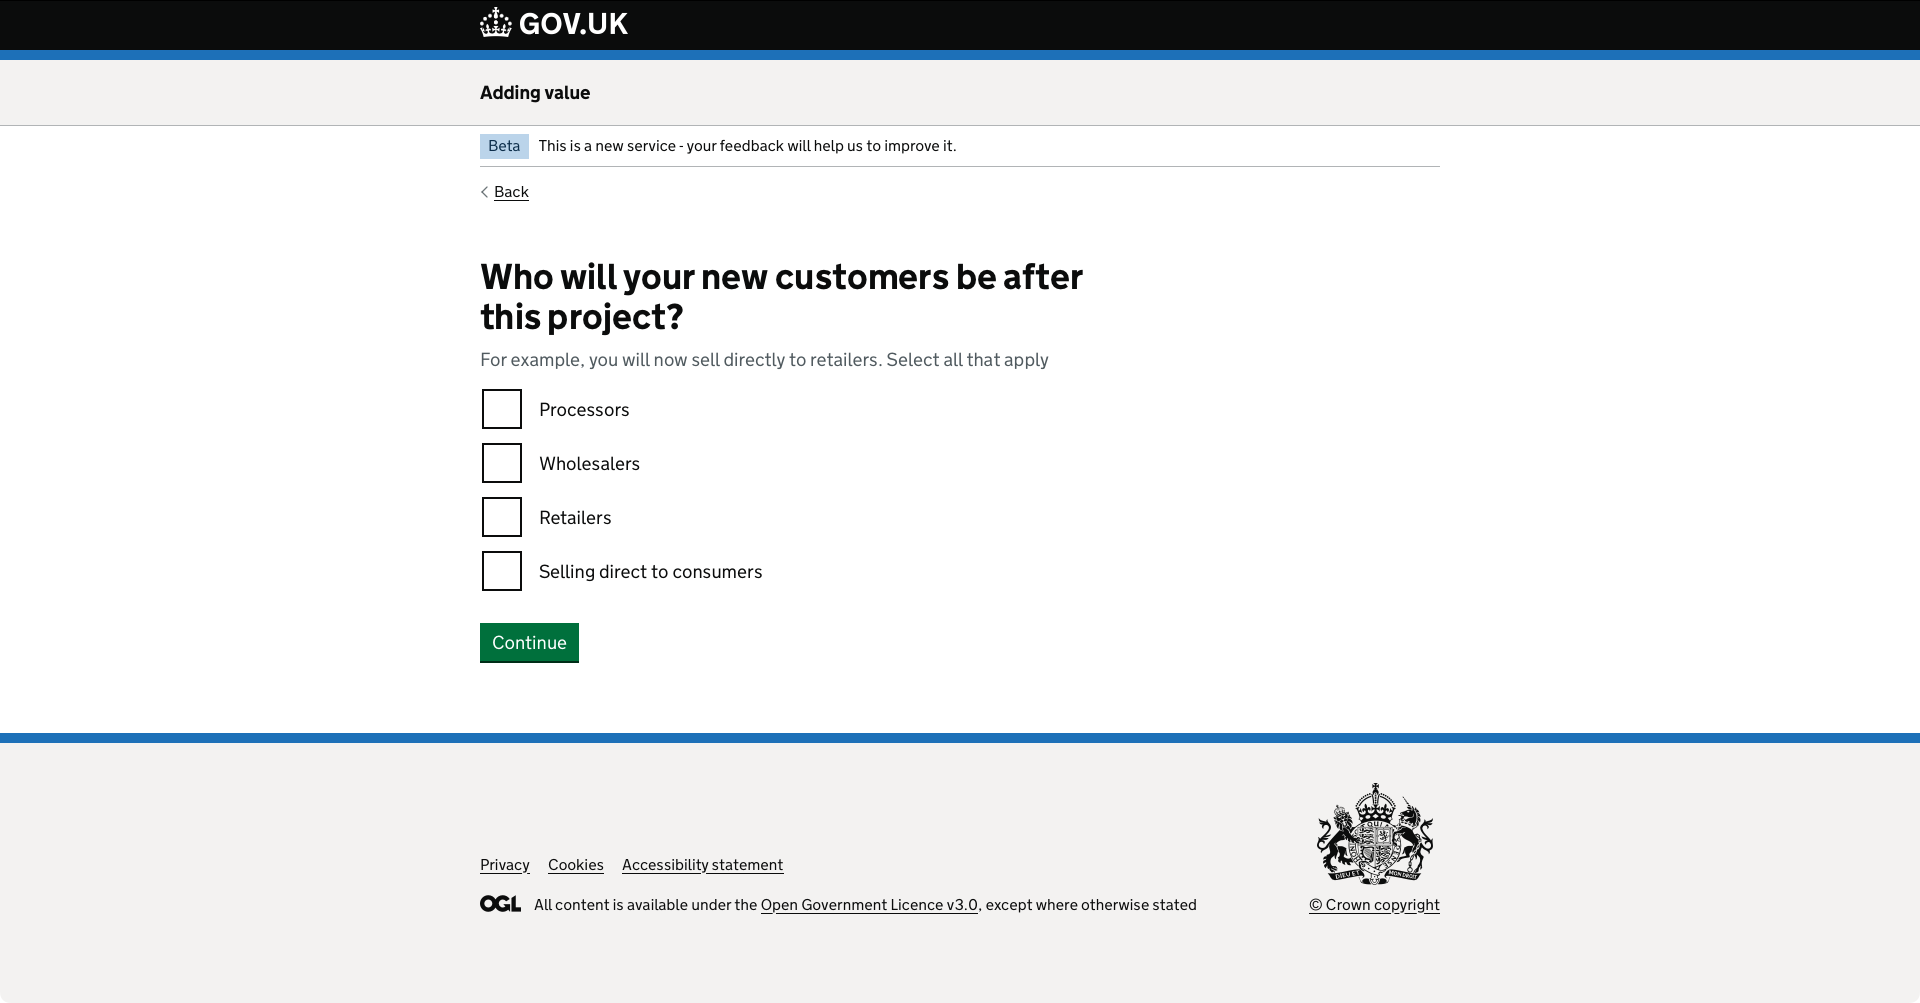 GOV.UK
Adding value
Beta This is a new service - your feedback will help us to improve it.
Back
Who will your new customers be after
this project?
For example, you will now sell directly to retailers. Select all that apply
Processors
Wholesalers
Retailers
Selling direct to consumers
Continue
Privacy Cookies Accessibility statement
OGL All content is available under the Open Government Licence v3.0, except where otherwise stated
DIEU ET MON DROIT
© Crown copyright